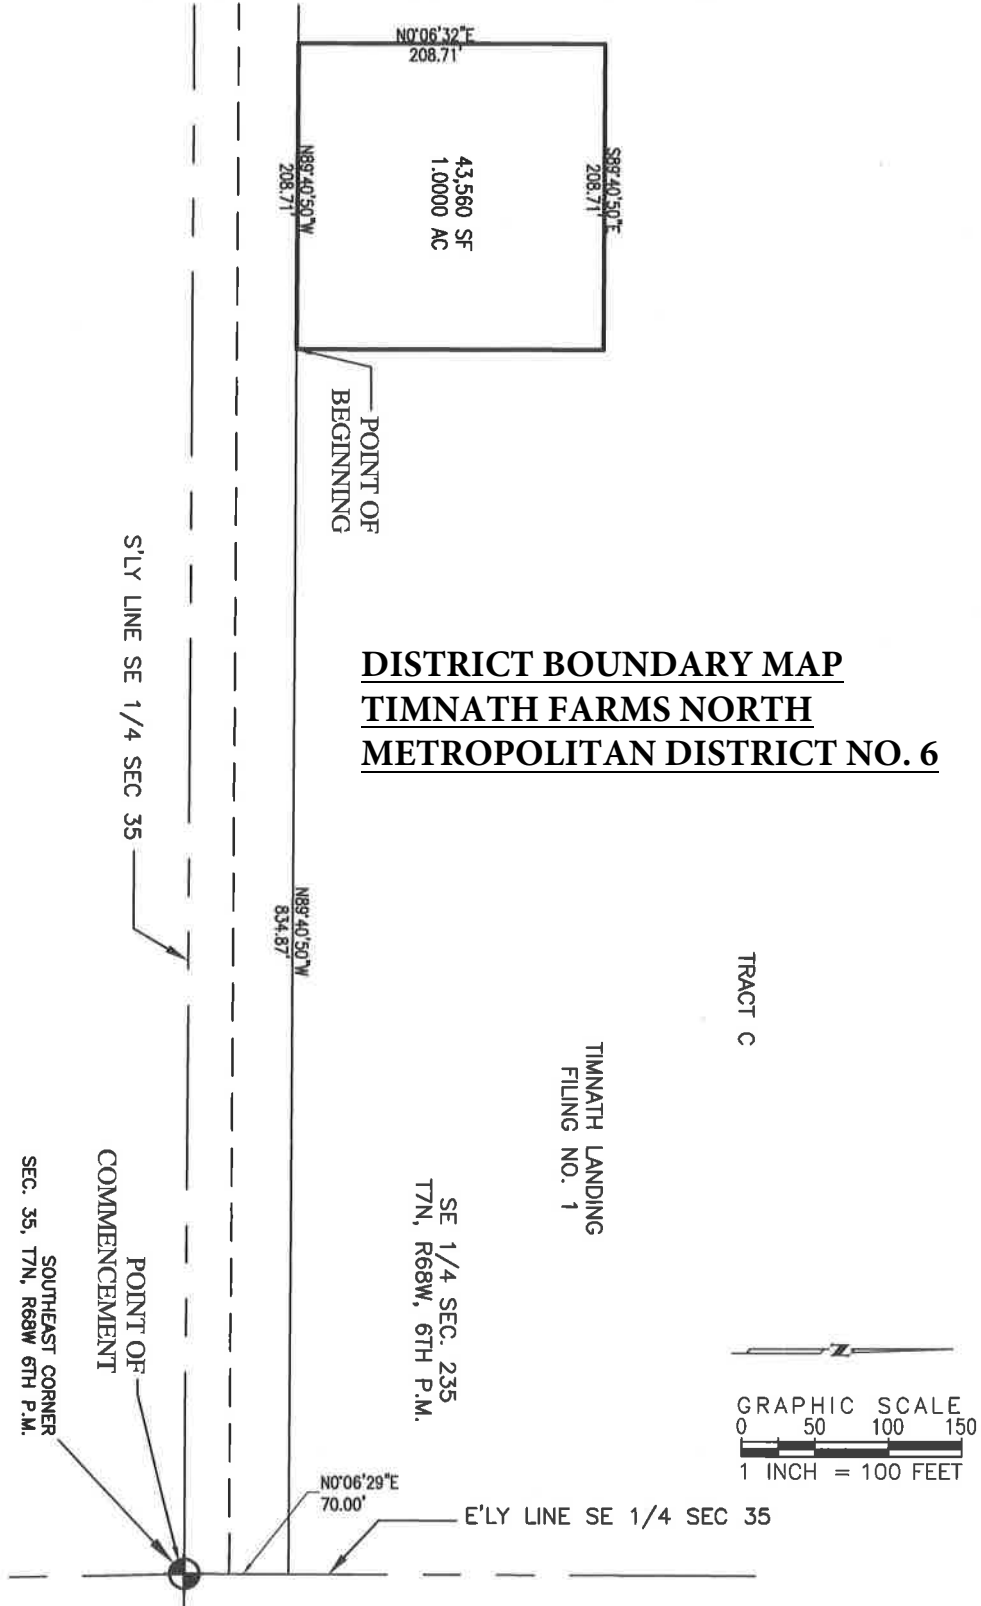 N0°06'32"E
208.71'
S89°40'50"E
208.71'
43,560 SF
1.0000 AC
N89°40'50"W
208.71'
POINT OF
BEGINNING
S'LY LINE SE 1/4 SEC 35
DISTRICT BOUNDARY MAP
TIMNATH FARMS NORTH
METROPOLITAN DISTRICT NO. 6
N89°40'50"W
834.87'
TRACT C
TIMNATH LANDING
FILING NO. 1
SE 1/4 SEC. 235
T7N, R68W, 6TH P.M.
POINT OF
COMMENCEMENT
SOUTHEAST CORNER
SEC. 35, T7N, R68W 6TH P.M.
Z
GRAPHIC SCALE
0 50 100 150
1 INCH = 100 FEET
N0°06'29"E
70.00'
E'LY LINE SE 1/4 SEC 35